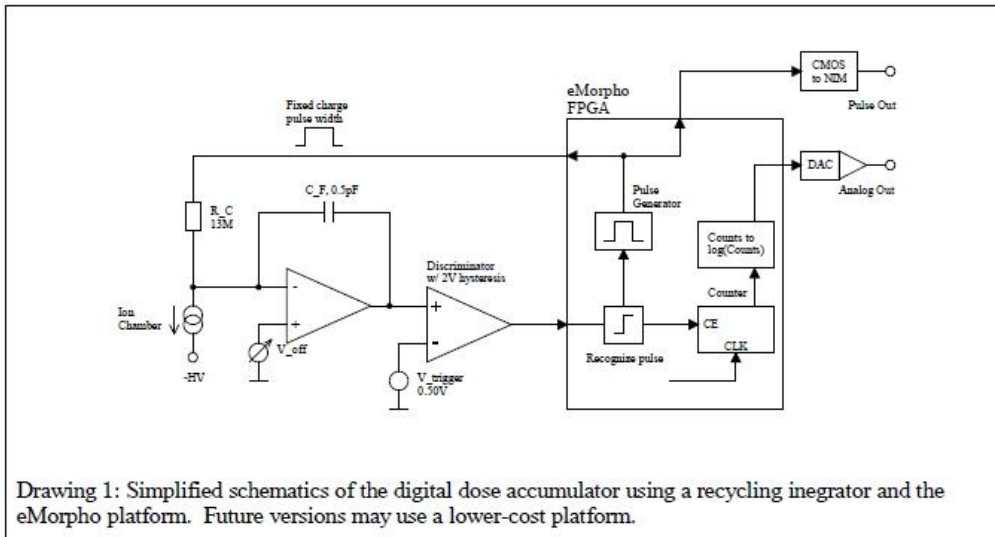 CMOS
to NIM
Pulse Out
eMorpho
FPGA
Fixed charge
pulse width
DAC
Analog Out
C_F, 0.5pF
Pulse
Generator
R_C
13M
Counts to
log(Counts)
Discriminator
w/ 2V hysteresis
Counter
Ion
Chamber
-
+
+
-
CE
CLK
Recognize pulse
V_off
-HV
V_trigger
0.50V
Drawing 1: Simplified schematics of the digital dose accumulator using a recycling inegrator and the
eMorpho platform. Future versions may use a lower-cost platform.